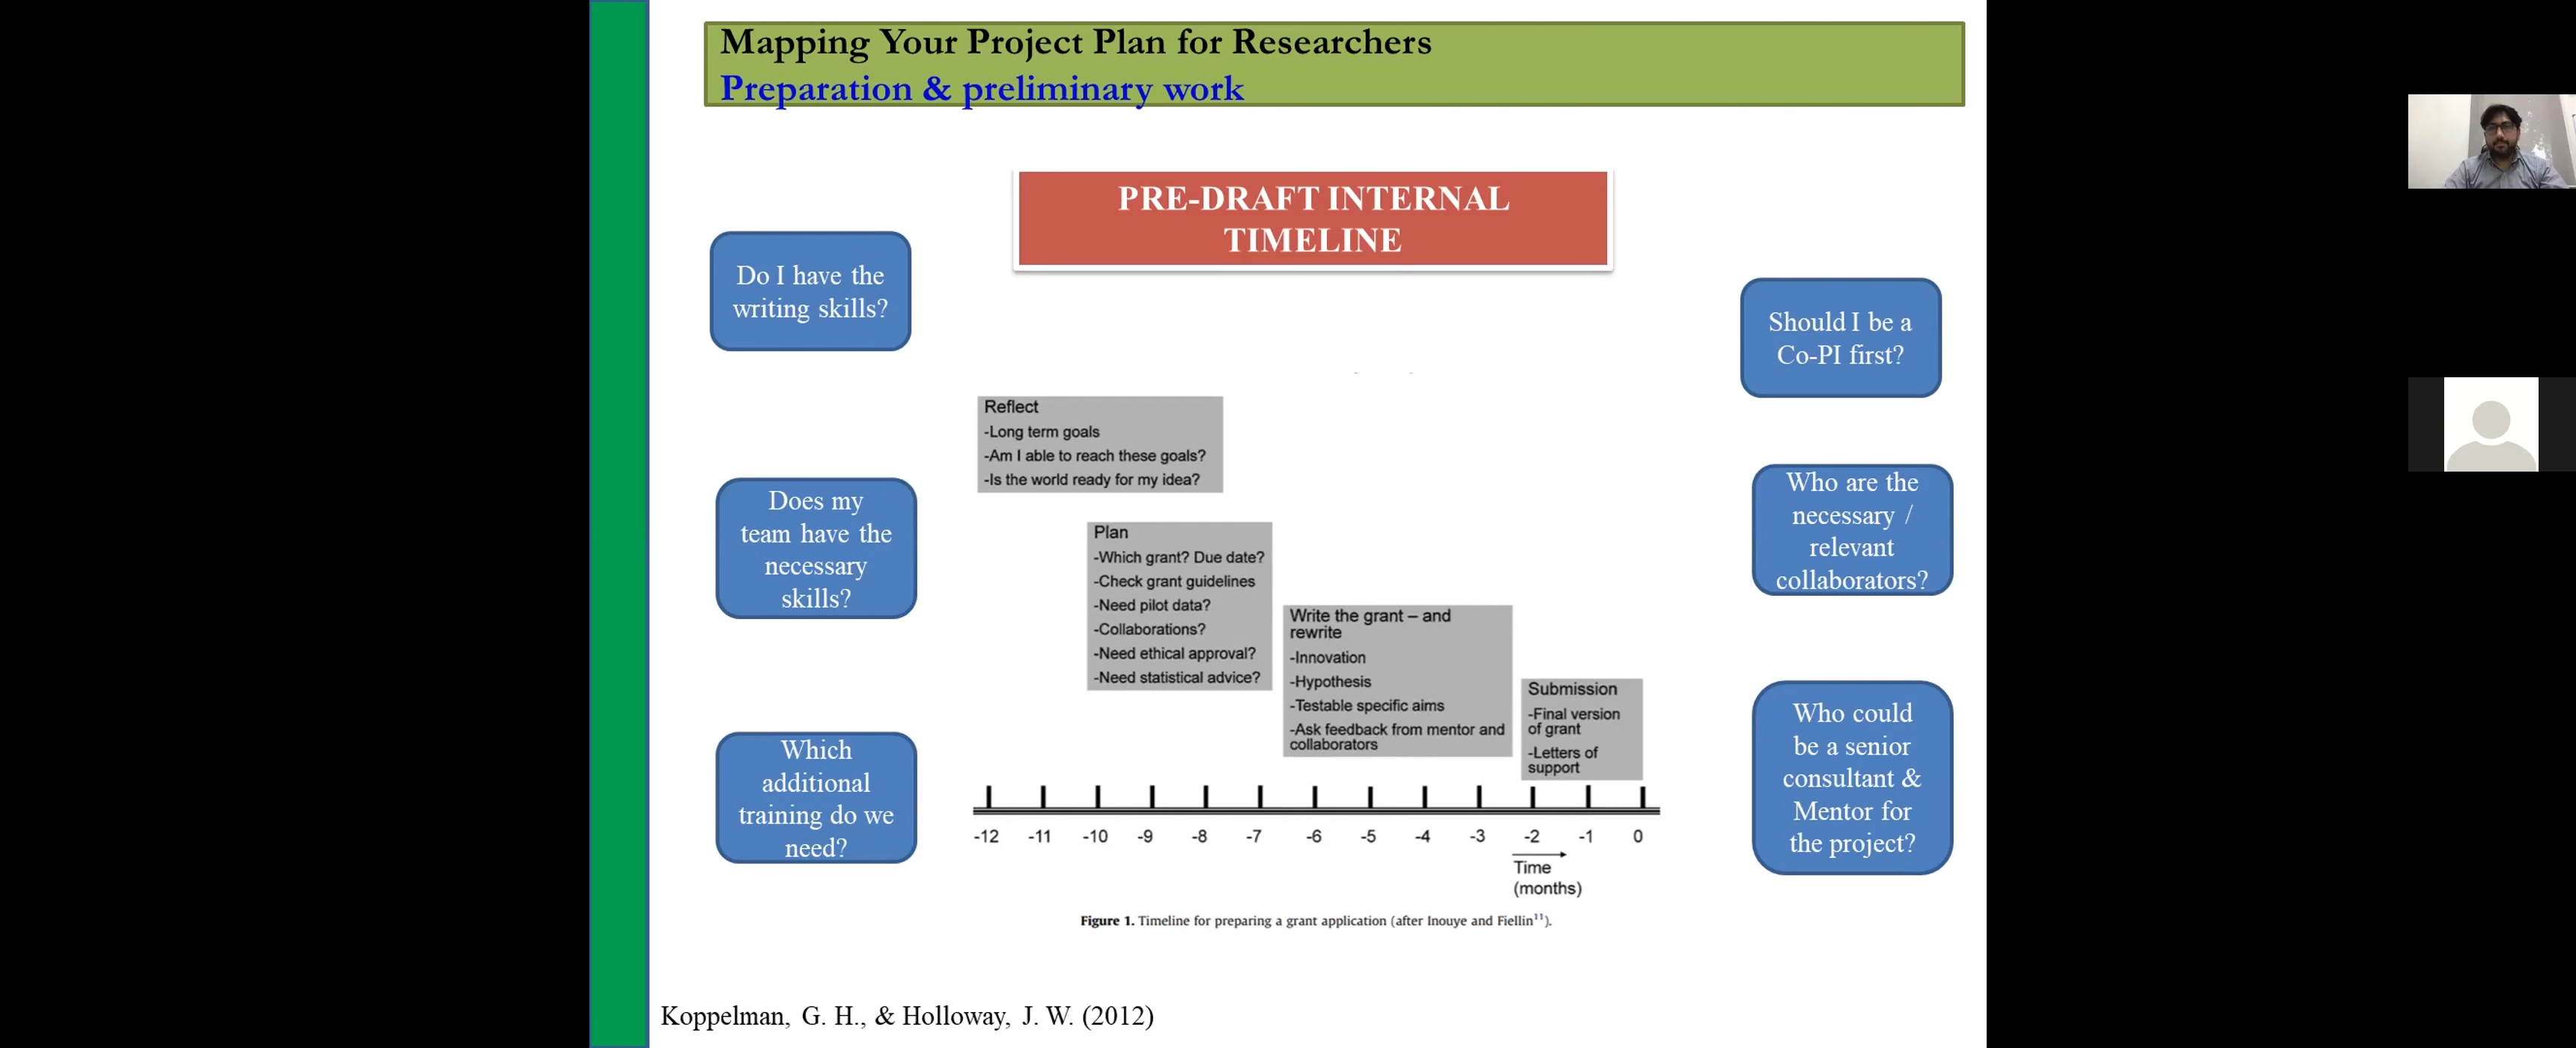 Mapping Your Project Plan for Researchers
Preparation & preliminary work
PRE-DRAFT INTERNAL
TIMELINE
Do I have the
writing skills?
Does my
team have the
necessary
skills?
Which
additional
training do we
need?
Reflect
-Long term goals
-Am I able to reach these goals?
-Is the world ready for my idea?
Plan
-Which grant? Due date?
-Check grant guidelines
-Need pilot data?
-Collaborations?
-Need ethical approval?
-Need statistical advice?
Write the grant – and
rewrite
-Innovation
-Hypothesis
-Testable specific aims
-Ask feedback from mentor and
collaborators
Submission
-Final version
of grant
-Letters of
support
-12 -11 -10 -9 -8 -7 -6 -5 -4 -3 -2 -1 0
Time
(months)
Figure 1. Timeline for preparing a grant application (after Inouye and Fiellin11).
Should I be a
Co-PI first?
Who are the
necessary /
relevant
collaborators?
Who could
be a senior
consultant &
Mentor for
the project?
Koppelman, G. H., & Holloway, J. W. (2012)